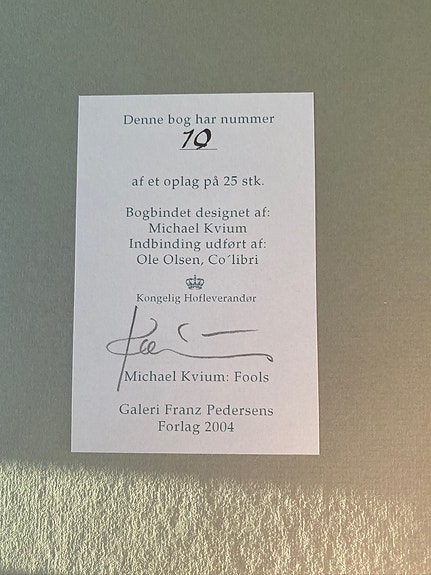 Denne bog har nummer
10
af et oplag på 25 stk.
Bogbindet designet af:
Michael Kvium
Indbinding udført af:
Ole Olsen, Co´libri
Kongelig Hofleverandør
Michael Kvium: Fools
Galeri Franz Pedersens
Forlag 2004